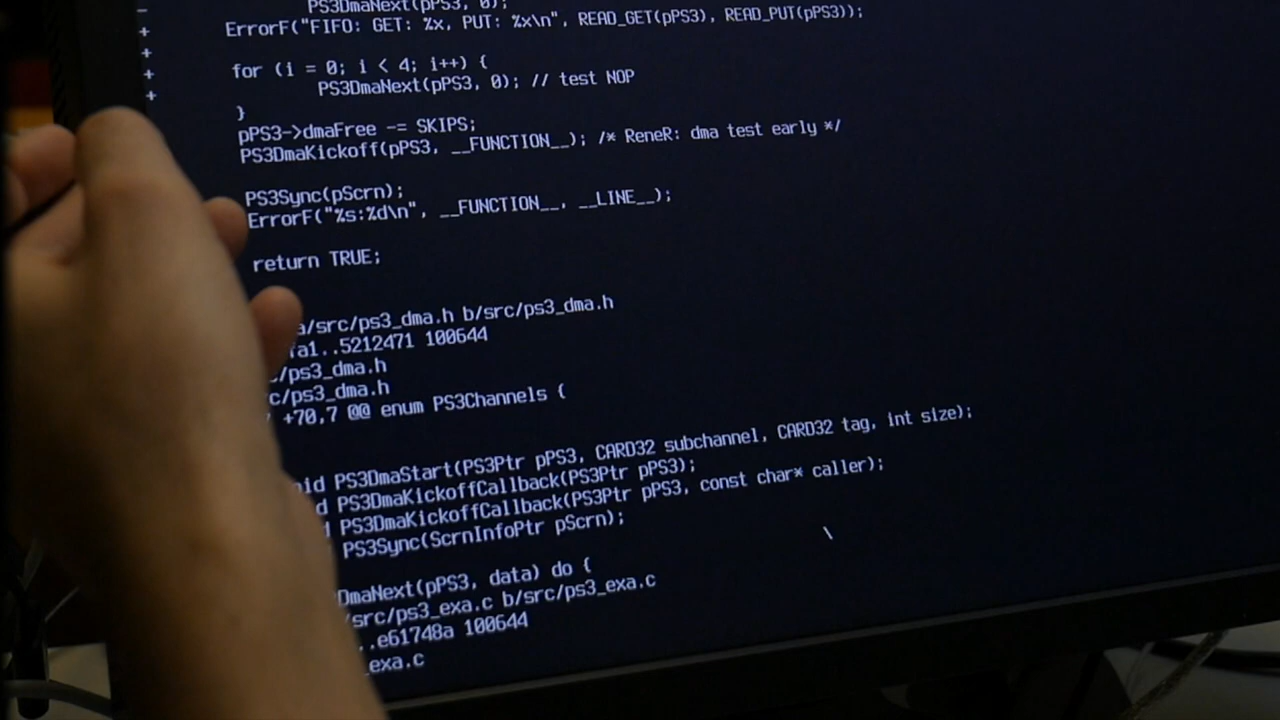 -                PS3DmaNext(pPS3, 0);
+        ErrorF("FIFO: GET: %x, PUT: %x\n", READ_GET(pPS3), READ_PUT(pPS3));
+
+        for (i = 0; i < 4; i++) {
+                PS3DmaNext(pPS3, 0); // test NOP
}
pPS3->dmaFree -= SKIPS;
PS3DmaKickoff(pPS3, __FUNCTION__); /* ReneR: dma test early */
PS3Sync(pScrn);
ErrorF("%s:%d\n", __FUNCTION__, __LINE__);
return TRUE;
a/src/ps3_dma.h b/src/ps3_dma.h
fa1..5212471 100644
/ps3_dma.h
c/ps3_dma.h
+70,7 @@ enum PS3Channels {
id PS3DmaStart(PS3Ptr pPS3, CARD32 subchannel, CARD32 tag, int size);
d PS3DmaKickoffCallback(PS3Ptr pPS3);
PS3DmaKickoffCallback(PS3Ptr pPS3, const char* caller);
PS3Sync(ScrnInfoPtr pScrn);
DmaNext(pPS3, data) do { \
/src/ps3_exa.c b/src/ps3_exa.c
..e61748a 100644
_exa.c